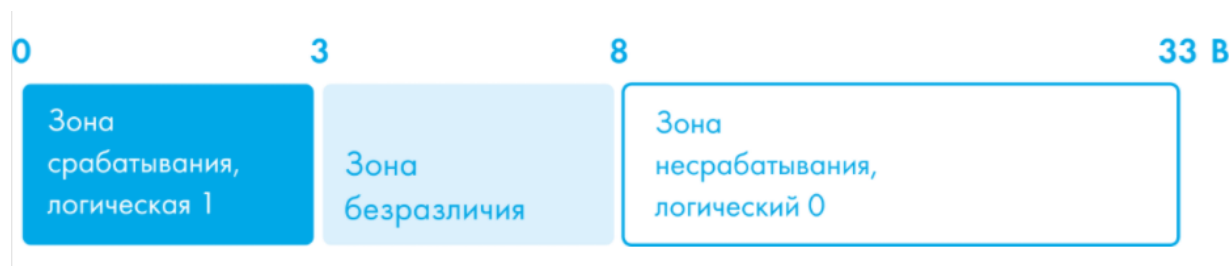 0 3 8 33 В
Зона
срабатывания,
логическая 1
Зона
безразличия
Зона
несрабатывания,
логический 0